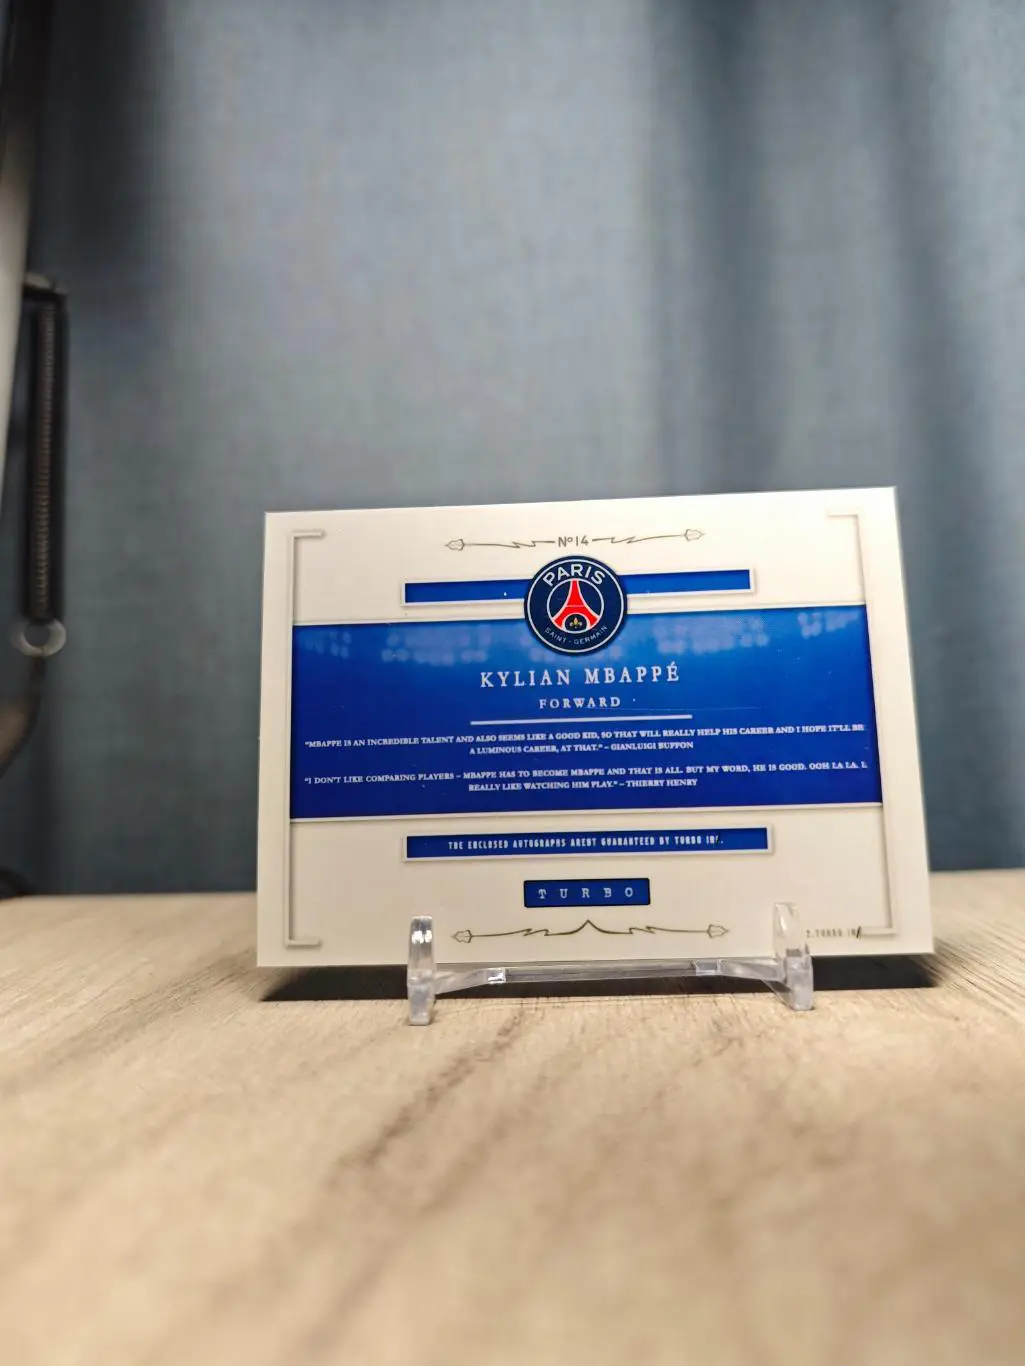 Nº14
PARIS
SAINT-GERMAIN
KYLIAN MBAPPÉ
FORWARD
"MBAPPE IS AN INCREDIBLE TALENT AND ALSO SEEMS LIKE A GOOD KID, SO THAT WILL REALLY HELP HIS CAREER AND I HOPE IT'LL BE
A LUMINOUS CAREER, AT THAT." – GIANLUIGI BUFFON
"I DON'T LIKE COMPARING PLAYERS – MBAPPE HAS TO BECOME MBAPPE AND THAT IS ALL. BUT MY WORD, HE IS GOOD. OOH LA LA. I
REALLY LIKE WATCHING HIM PLAY." – THIERRY HENRY
THE ENCLOSED AUTOGRAPHS ARENT GUARANTEED BY TURBO
TURBO
TURBO